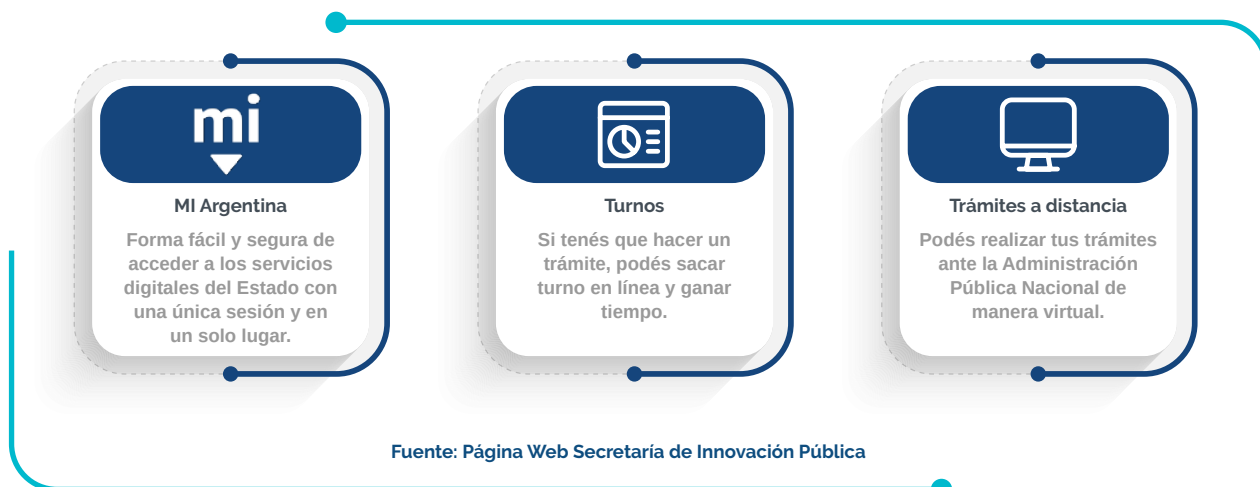 mi
MI Argentina
Forma fácil y segura de
acceder a los servicios
digitales del Estado con
una única sesión y en
un solo lugar.
Turnos
Si tenés que hacer un
trámite, podés sacar
turno en línea y ganar
tiempo.
Trámites a distancia
Podés realizar tus trámites
ante la Administración
Pública Nacional de
manera virtual.
Fuente: Página Web Secretaría de Innovación Pública